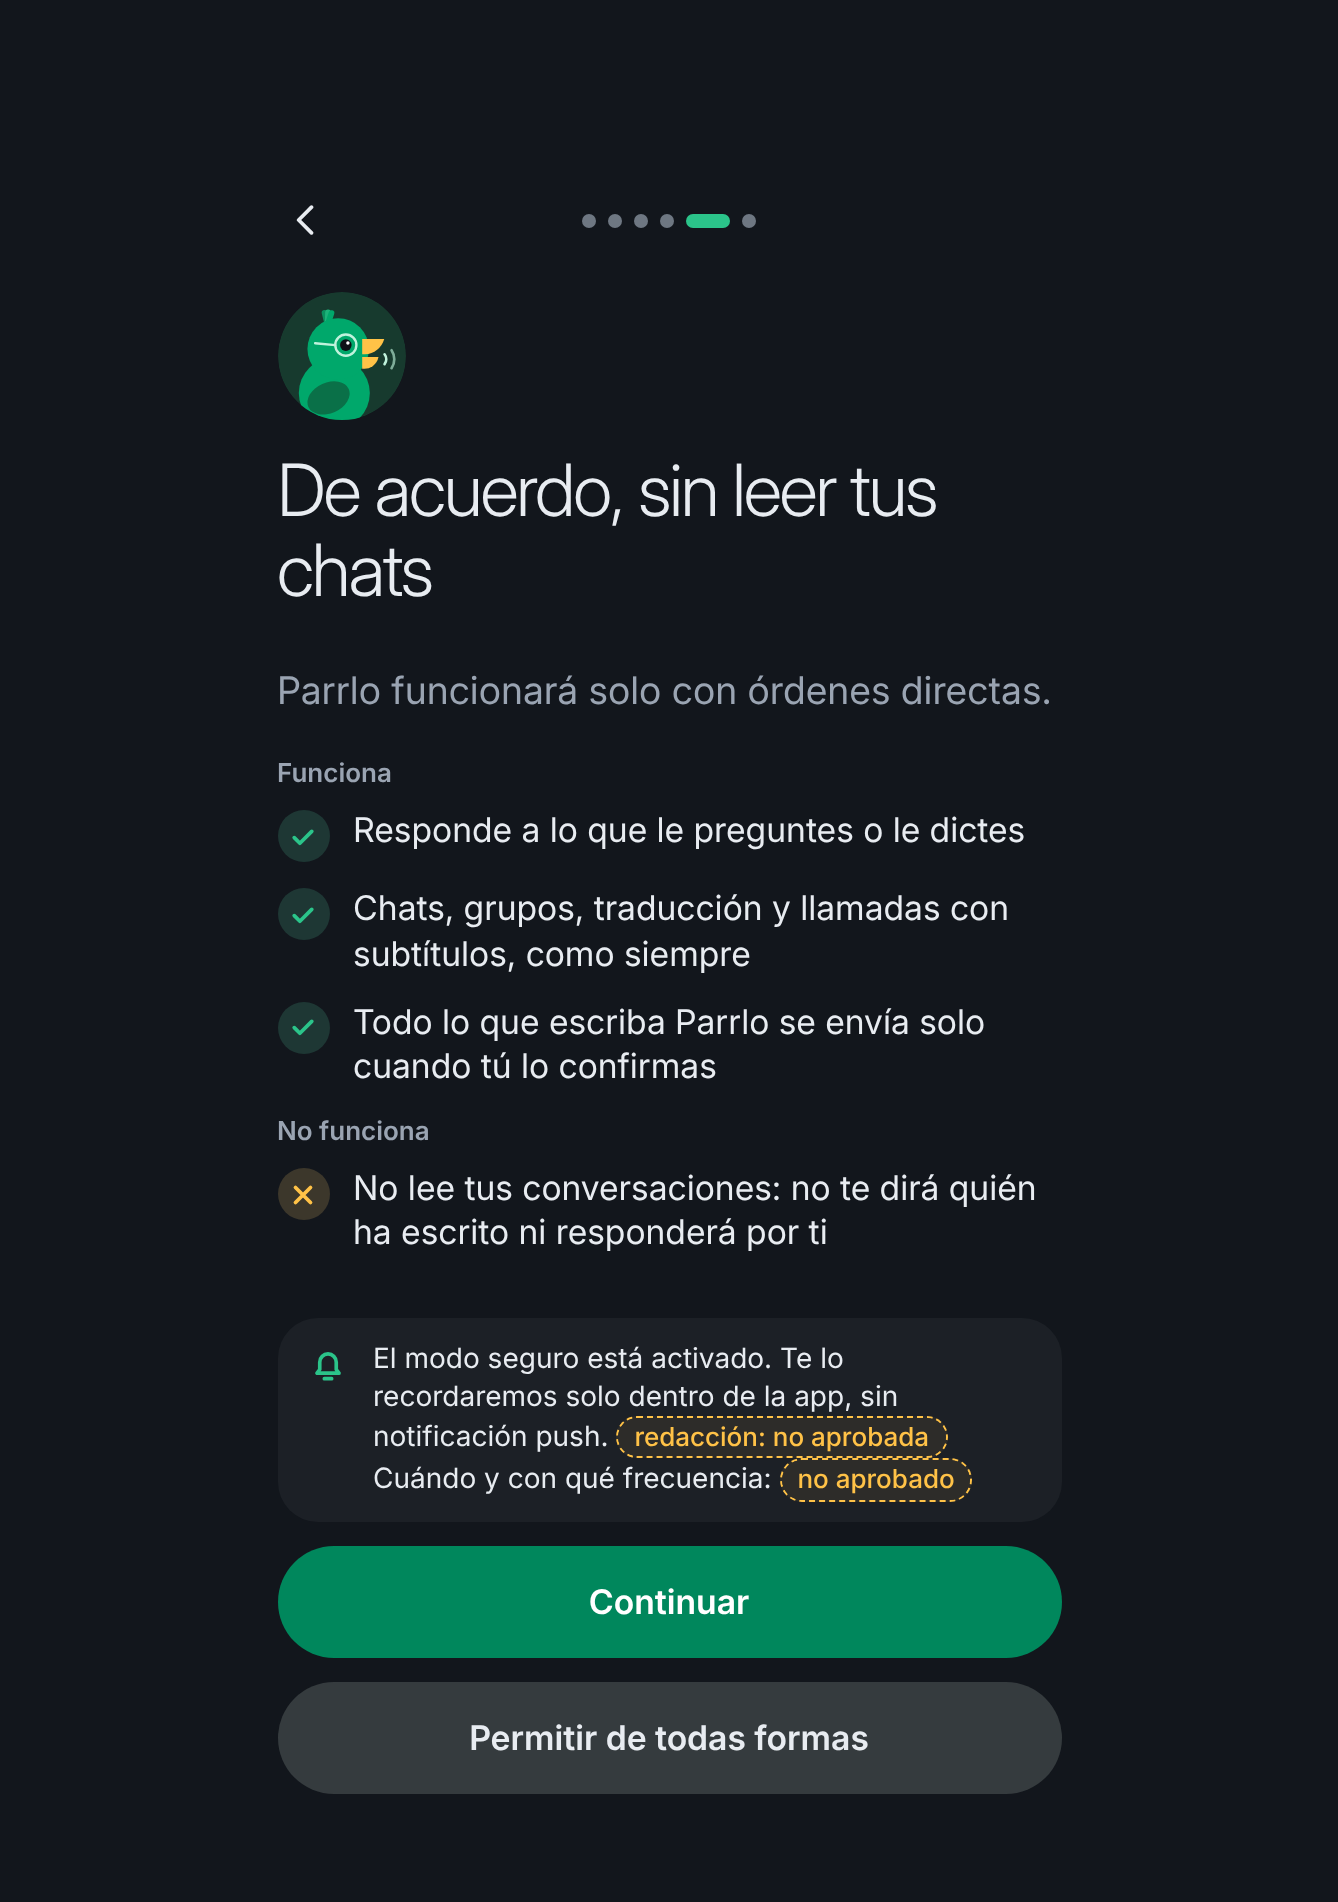 De acuerdo, sin leer tus
chats
Parrlo funcionará solo con órdenes directas.
Funciona
Responde a lo que le preguntes o le dictes
Chats, grupos, traducción y llamadas con
subtítulos, como siempre
Todo lo que escriba Parrlo se envía solo
cuando tú lo confirmas
No funciona
No lee tus conversaciones: no te dirá quién
ha escrito ni responderá por ti
El modo seguro está activado. Te lo
recordaremos solo dentro de la app, sin
notificación push. redacción: no aprobada
Cuándo y con qué frecuencia: no aprobado
Continuar
Permitir de todas formas